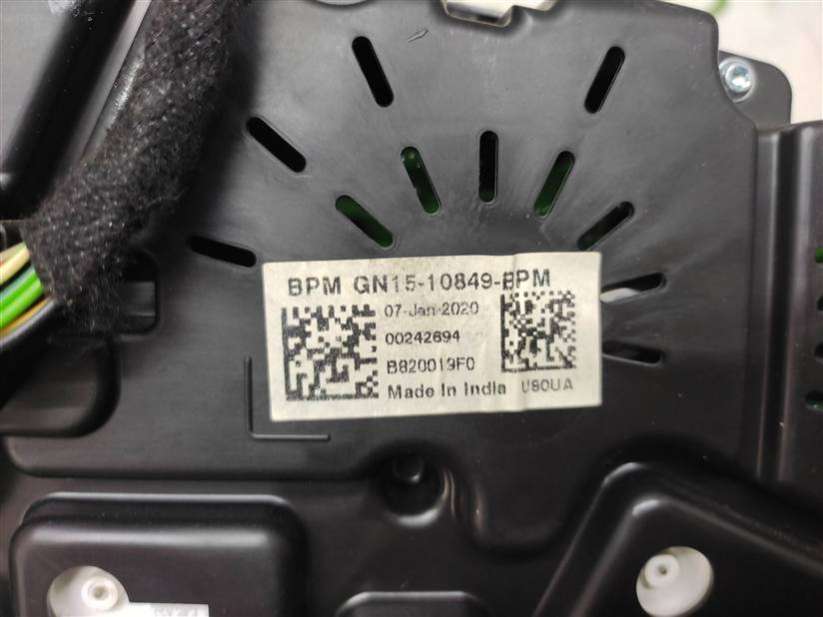 BPM GN15-10849-BPM
07-Jan-2020
00242694
B820019F0
Made In India U80UA